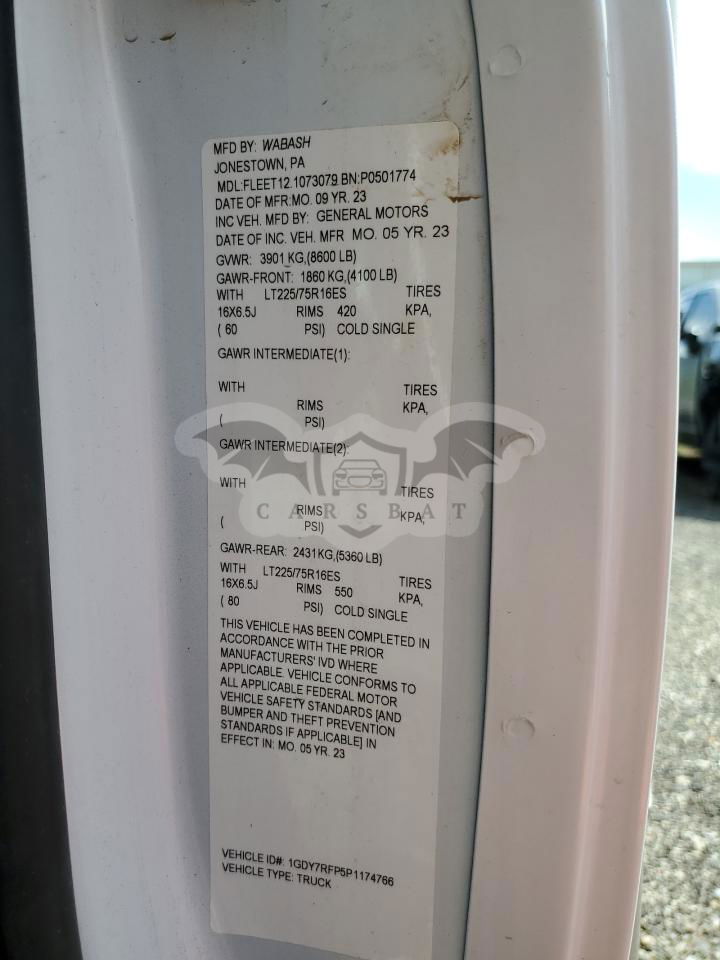 MFD BY: WABASH
JONESTOWN, PA
MDL:FLEET12.1073079 BN:P0501774
DATE OF MFR:MO. 09 YR. 23
INC VEH. MFD BY: GENERAL MOTORS
DATE OF INC. VEH. MFR MO. 05 YR. 23
GVWR: 3901 KG,(8600 LB)
GAWR-FRONT: 1860 KG,(4100 LB)
WITH LT225/75R16ES TIRES
16X6.5J RIMS 420 KPA,
( 60 PSI) COLD SINGLE
GAWR INTERMEDIATE(1):
WITH TIRES
RIMS KPA,
( PSI)
GAWR INTERMEDIATE(2):
WITH TIRES
RIMS KPA,
( PSI)
CARSBAT
GAWR-REAR: 2431KG,(5360 LB)
WITH LT225/75R16ES TIRES
16X6.5J RIMS 550 KPA,
( 80 PSI) COLD SINGLE
THIS VEHICLE HAS BEEN COMPLETED IN
ACCORDANCE WITH THE PRIOR
MANUFACTURERS' IVD WHERE
APPLICABLE. VEHICLE CONFORMS TO
ALL APPLICABLE FEDERAL MOTOR
VEHICLE SAFETY STANDARDS [AND
BUMPER AND THEFT PREVENTION
STANDARDS IF APPLICABLE] IN
EFFECT IN: MO. 05 YR. 23
VEHICLE ID#: 1GDY7RFP5P1174766
VEHICLE TYPE: TRUCK